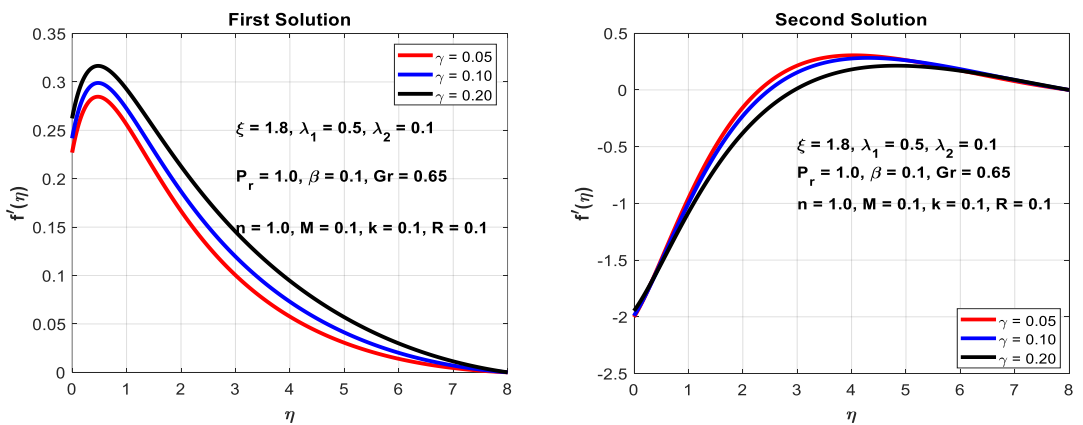 First Solution
0.35
0.3
0.25
0.2
0.15
0.1
0.05
0
f′(η)
γ = 0.05
γ = 0.10
γ = 0.20
ξ = 1.8, λ₁ = 0.5, λ₂ = 0.1
Pᵣ = 1.0, β = 0.1, Gr = 0.65
n = 1.0, M = 0.1, k = 0.1, R = 0.1
0 1 2 3 4 5 6 7 8
η
Second Solution
0.5
0
-0.5
-1
-1.5
-2
-2.5
f′(η)
ξ = 1.8, λ₁ = 0.5, λ₂ = 0.1
Pᵣ = 1.0, β = 0.1, Gr = 0.65
n = 1.0, M = 0.1, k = 0.1, R = 0.1
γ = 0.05
γ = 0.10
γ = 0.20
0 1 2 3 4 5 6 7 8
η